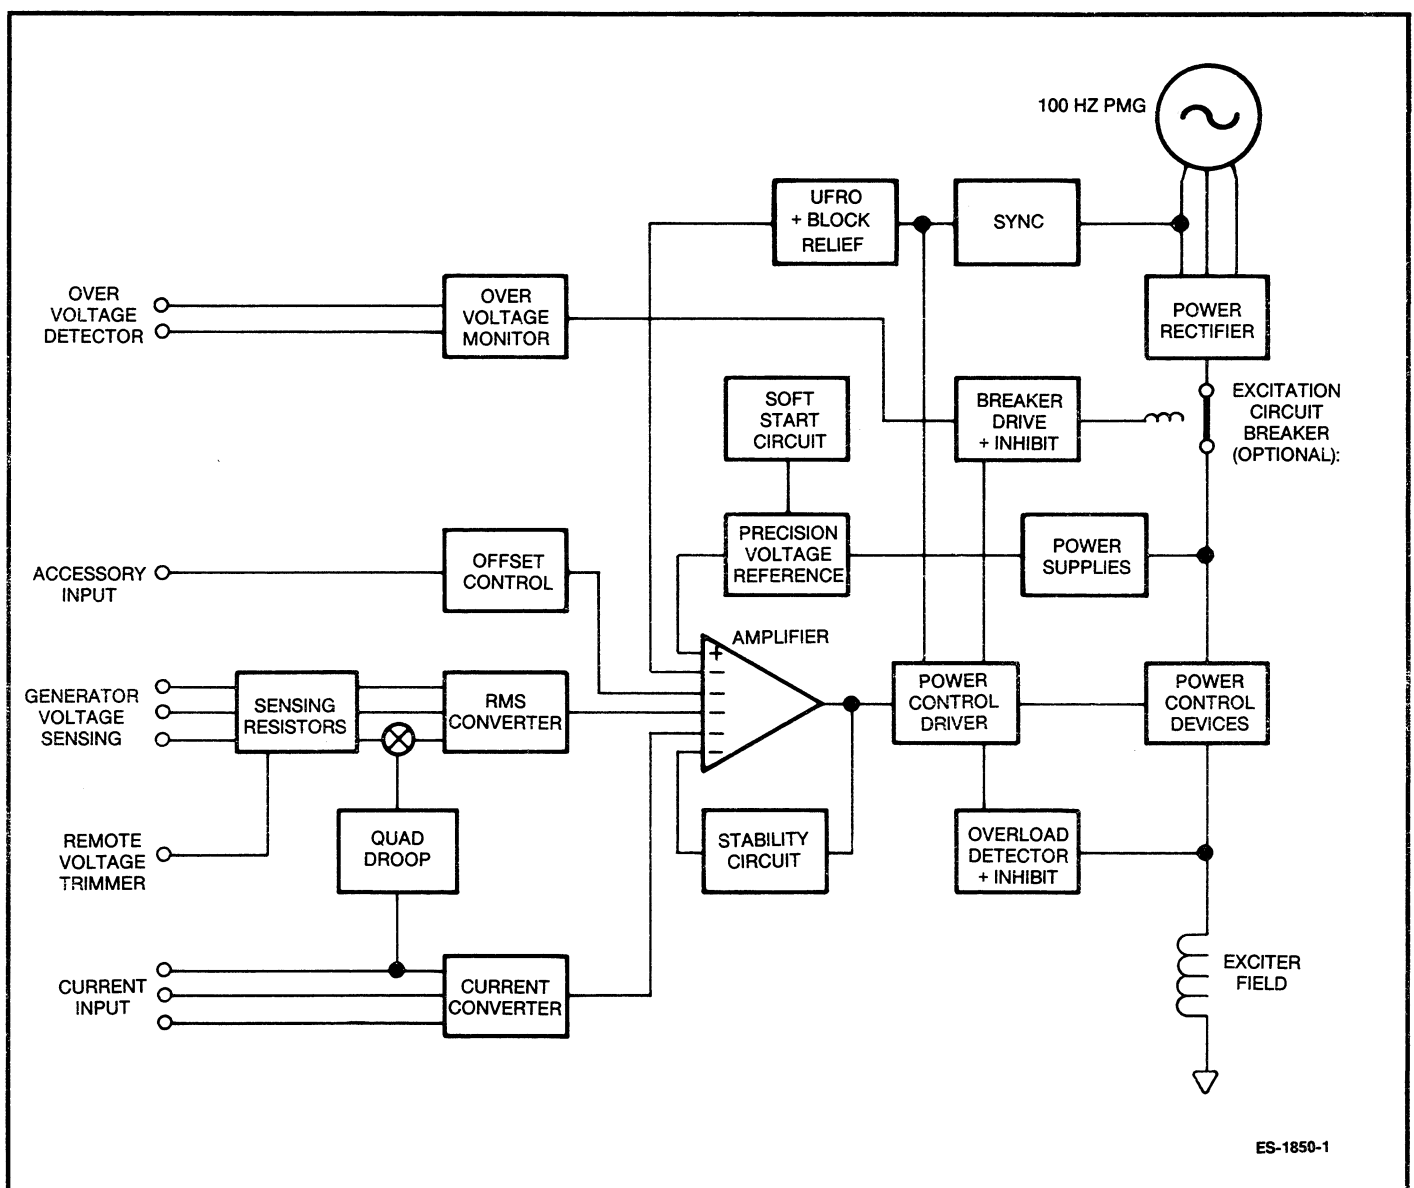 100 HZ PMG
UFRO
+ BLOCK
RELIEF
SYNC
OVER
VOLTAGE
DETECTOR
OVER
VOLTAGE
MONITOR
POWER
RECTIFIER
SOFT
START
CIRCUIT
BREAKER
DRIVE
+ INHIBIT
EXCITATION
CIRCUIT
BREAKER
(OPTIONAL):
ACCESSORY
INPUT
OFFSET
CONTROL
PRECISION
VOLTAGE
REFERENCE
POWER
SUPPLIES
AMPLIFIER
+
−
−
−
−
−
GENERATOR
VOLTAGE
SENSING
SENSING
RESISTORS
RMS
CONVERTER
POWER
CONTROL
DRIVER
POWER
CONTROL
DEVICES
REMOTE
VOLTAGE
TRIMMER
QUAD
DROOP
STABILITY
CIRCUIT
OVERLOAD
DETECTOR
+ INHIBIT
CURRENT
INPUT
CURRENT
CONVERTER
EXCITER
FIELD
ES-1850-1